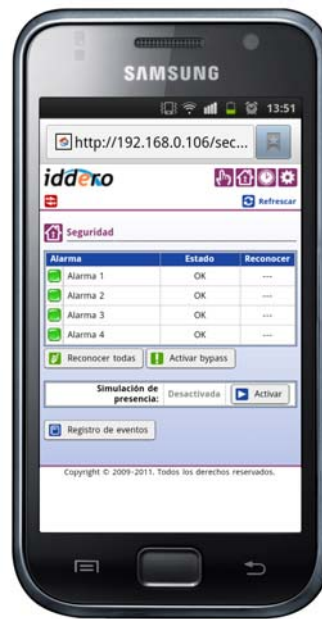 SAMSUNG
13:51
http://192.168.0.106/sec...
iddero
Refrescar
Seguridad
Alarma Estado Reconocer
Alarma 1 OK ---
Alarma 2 OK ---
Alarma 3 OK ---
Alarma 4 OK ---
Reconocer todas Activar bypass
Simulación de
presencia: Desactivada Activar
Registro de eventos
Copyright © 2009-2011. Todos los derechos reservados.